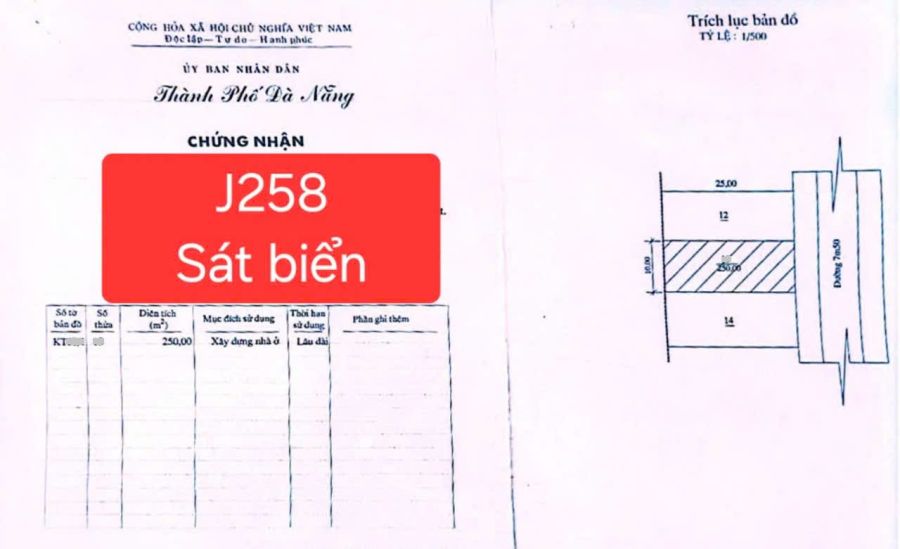 CỘNG HÒA XÃ HỘI CHỦ NGHĨA VIỆT NAM
Độc lập - Tự do - Hạnh phúc
ỦY BAN NHÂN DÂN
Thành Phố Đà Nẵng
CHỨNG NHẬN
J258
Sát biển
Số tờ bản đồ
Số thửa
Diện tích (m²)
Mục đích sử dụng
Thời hạn sử dụng
Phần ghi thêm
KT
250,00
Xây dựng nhà ở
Lâu dài
Trích lục bản đồ
TỶ LỆ : 1/500
25,00
12
10,00
250,00
14
Đường 7m50